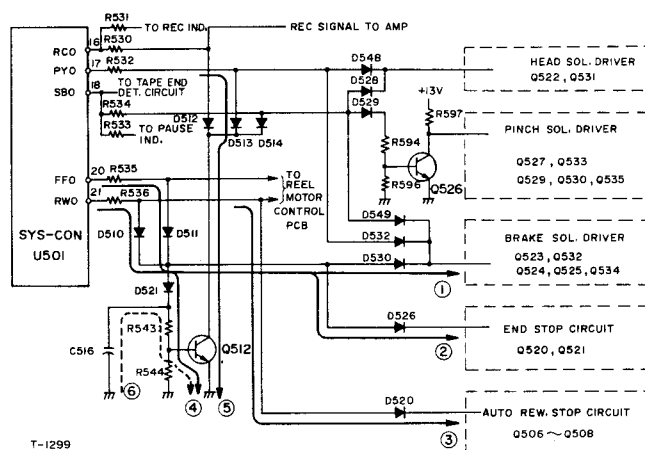 R531
TO REC IND.
REC SIGNAL TO AMP
RCO
16
R530
PYO
17
R532
SBO
18
TO TAPE END
DET. CIRCUIT
R534
R533
TO PAUSE
IND.
D512
D513
D514
D548
D528
D529
HEAD SOL. DRIVER
Q522, Q531
+13V
R597
R594
R596
Q526
PINCH SOL. DRIVER
Q527, Q533
Q529, Q530, Q535
FFO
20
R535
RWO
21
R536
TO
REEL
MOTOR
CONTROL
PCB
SYS-CON
U501
D510
D511
D549
D532
D530
BRAKE SOL. DRIVER
Q523, Q532
Q524, Q525, Q534
①
D521
D526
END STOP CIRCUIT
Q520, Q521
②
C516
R543
R544
Q512
⑥
④
⑤
D520
AUTO REW. STOP CIRCUIT
Q506~Q508
③
T-1299